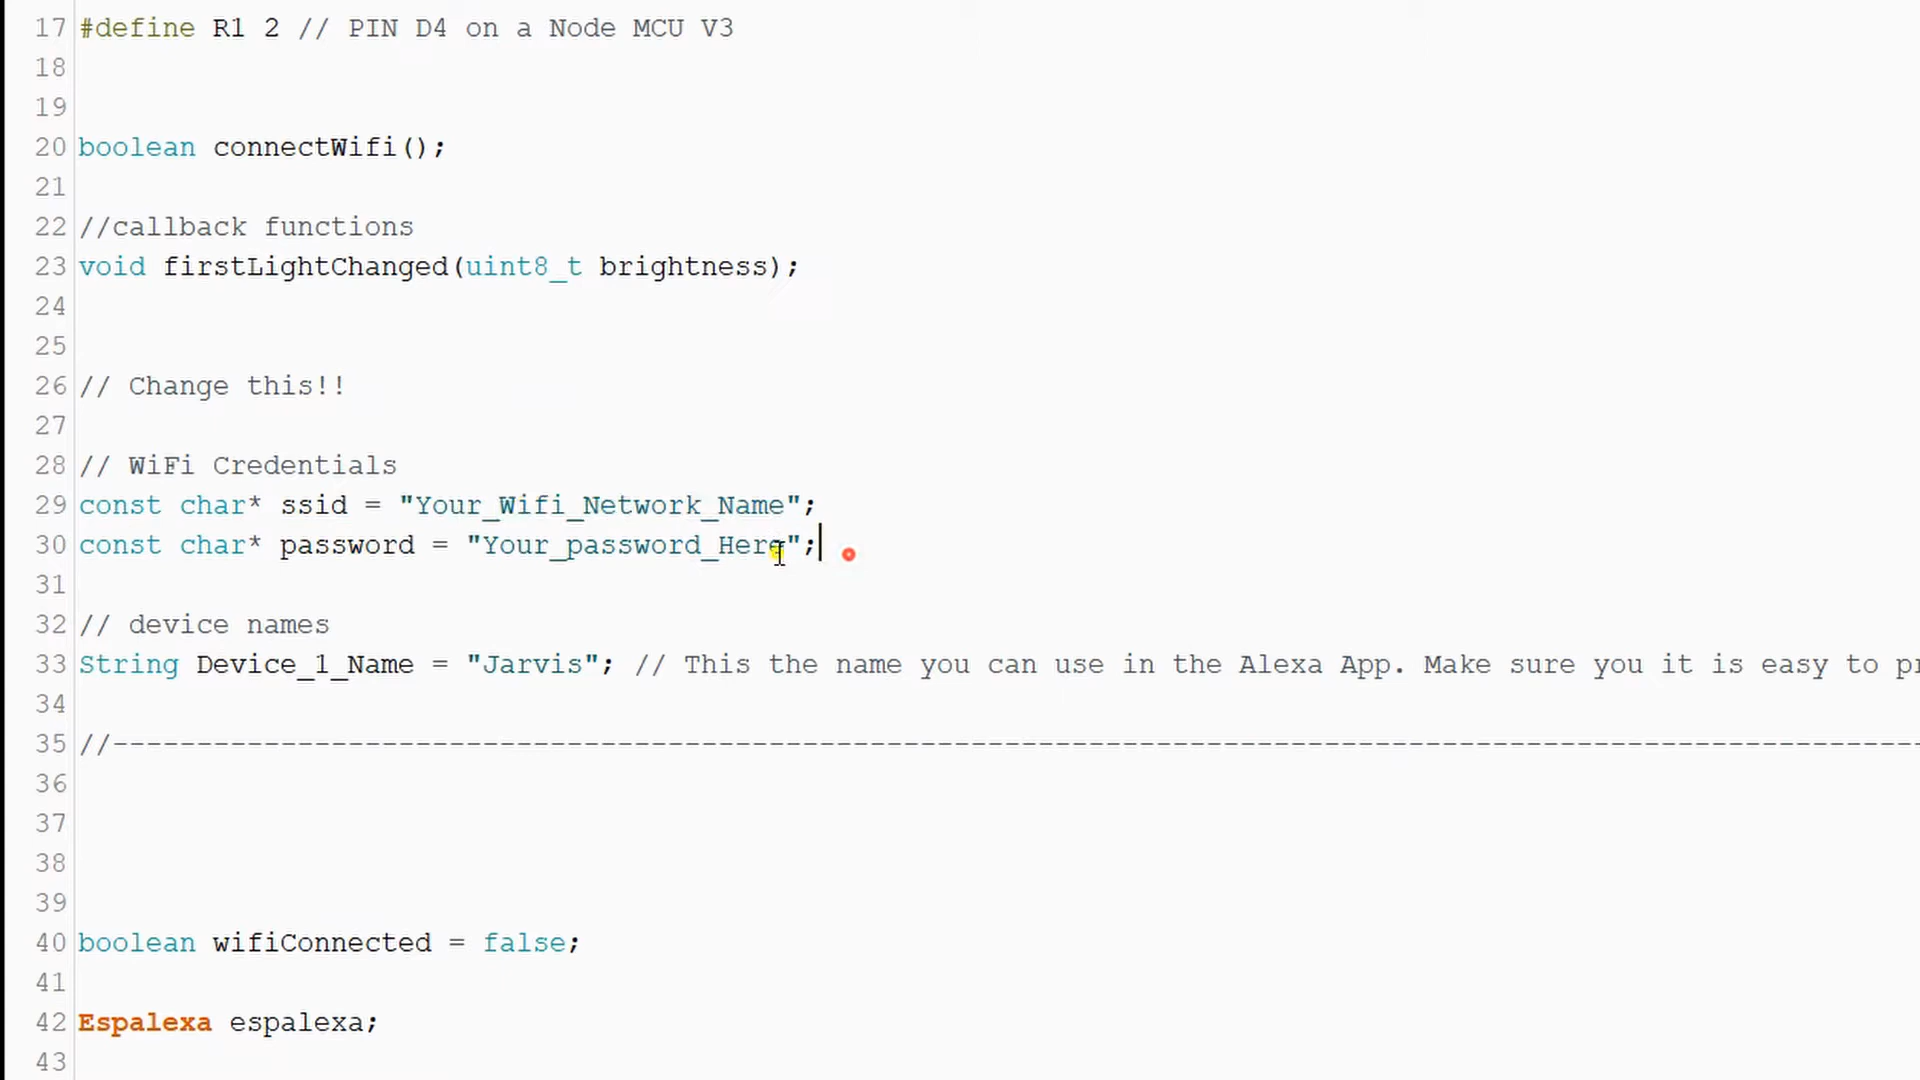 17 #define R1 2 // PIN D4 on a Node MCU V3
18
19
20 boolean connectWifi();
21
22 //callback functions
23 void firstLightChanged(uint8_t brightness);
24
25
26 // Change this!!
27
28 // WiFi Credentials
29 const char* ssid = "Your_Wifi_Network_Name";
30 const char* password = "Your_password_Here";
31
32 // device names
33 String Device_1_Name = "Jarvis"; // This the name you can use in the Alexa App. Make sure you it is easy to pr
34
35 //------------------------------------------------------------------------------------------------------------
36
37
38
39
40 boolean wifiConnected = false;
41
42 Espalexa espalexa;
43